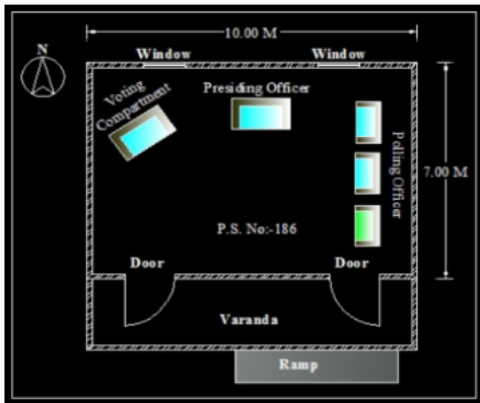 10.00 M
N
Window
Window
Voting
Compartment
Presiding Officer
Polling Officer
7.00 M
P.S. No:-186
Door
Door
Varanda
Ramp